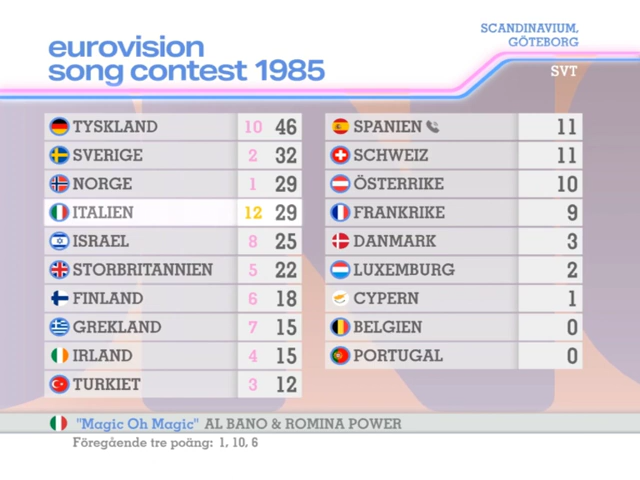 eurovision
song contest 1985
SCANDINAVIUM,
GÖTEBORG
SVT
TYSKLAND 10 46
SVERIGE 2 32
NORGE 1 29
ITALIEN 12 29
ISRAEL 8 25
STORBRITANNIEN 5 22
FINLAND 6 18
GREKLAND 7 15
IRLAND 4 15
TURKIET 3 12
SPANIEN 11
SCHWEIZ 11
ÖSTERRIKE 10
FRANKRIKE 9
DANMARK 3
LUXEMBURG 2
CYPERN 1
BELGIEN 0
PORTUGAL 0
"Magic Oh Magic" AL BANO & ROMINA POWER
Föregående tre poäng: 1, 10, 6